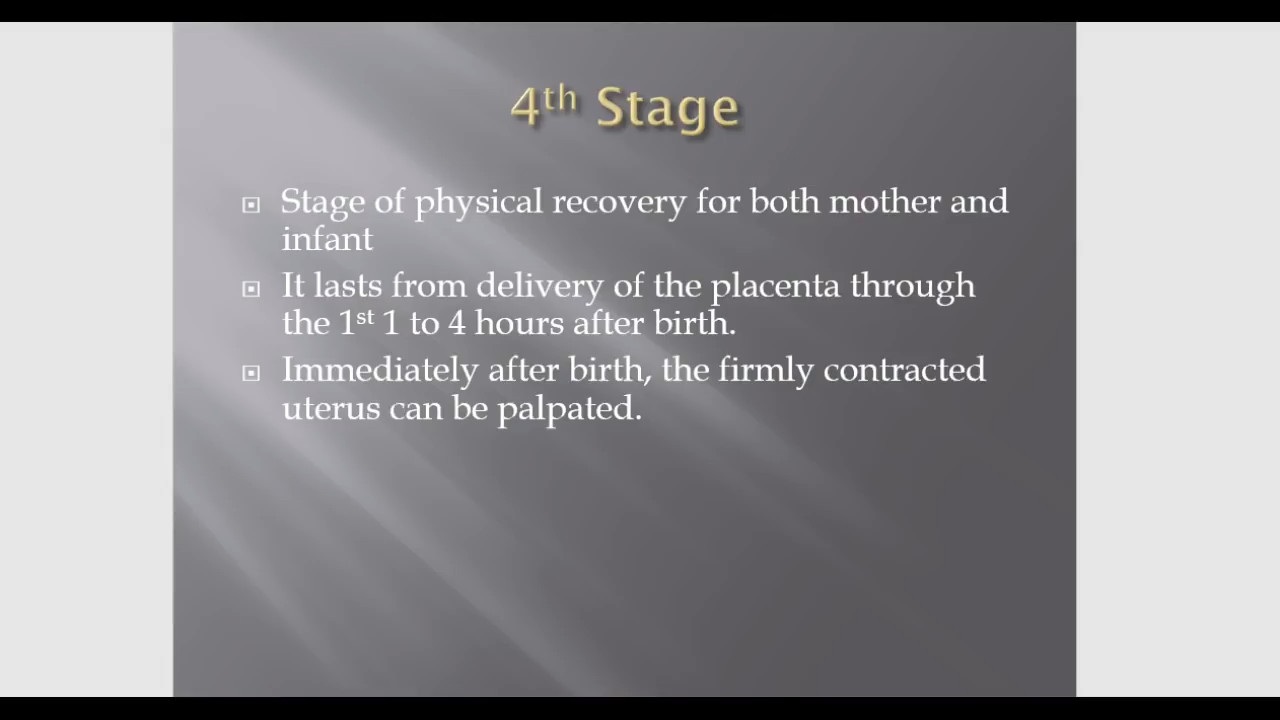 4th Stage
Stage of physical recovery for both mother and
infant
It lasts from delivery of the placenta through
the 1st 1 to 4 hours after birth.
Immediately after birth, the firmly contracted
uterus can be palpated.